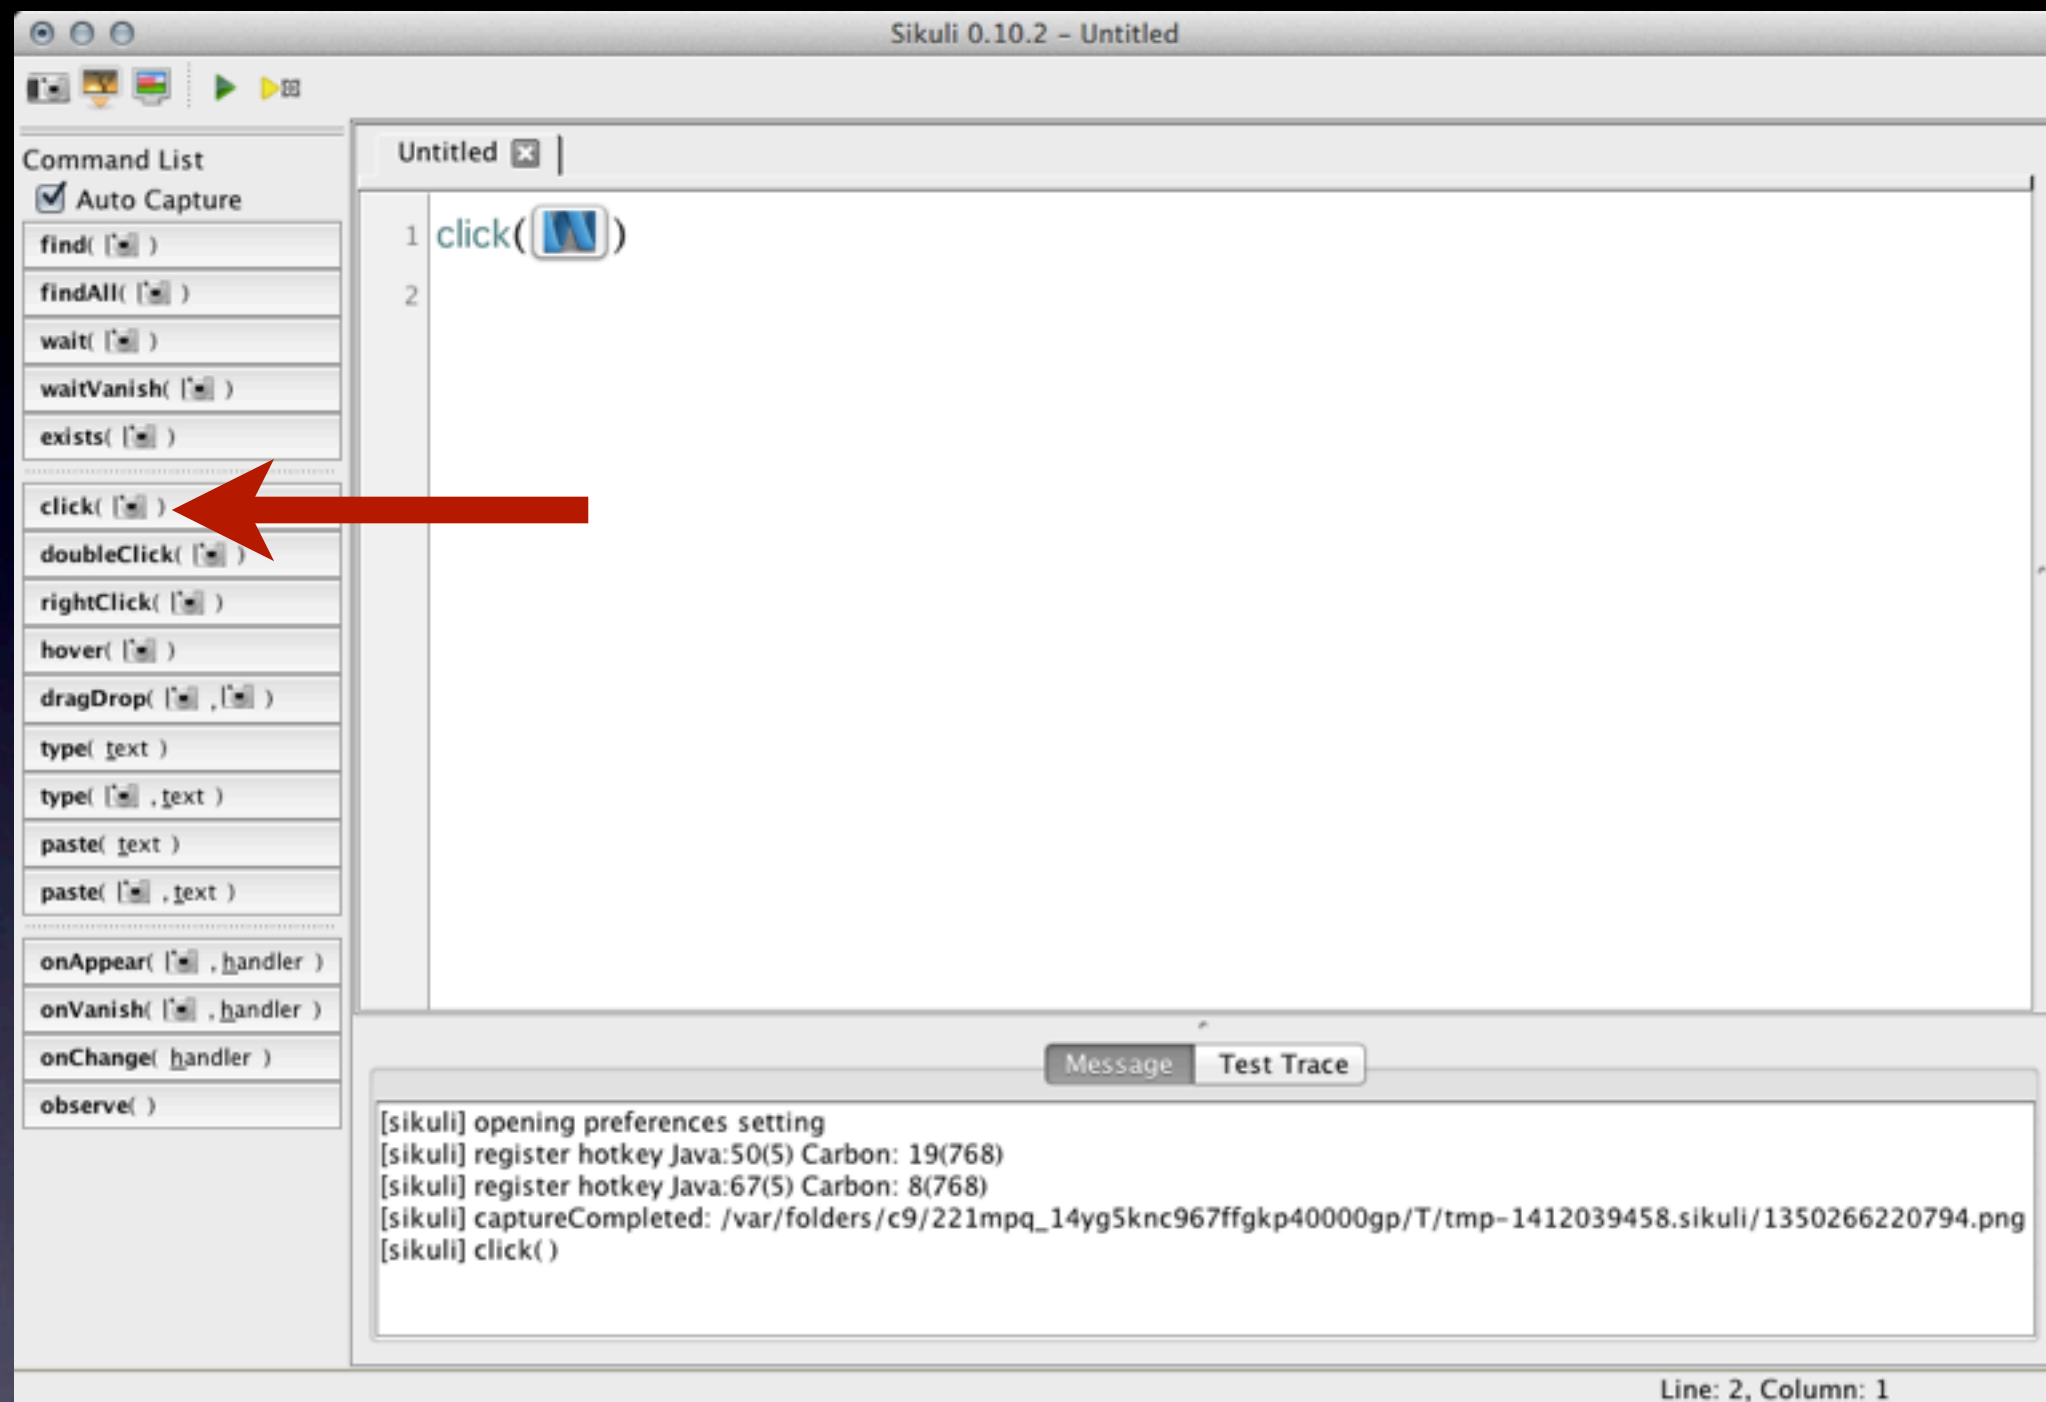 Sikuli 0.10.2 – Untitled
Command List
Auto Capture
find( )
findAll( )
wait( )
waitVanish( )
exists( )
click( )
doubleClick( )
rightClick( )
hover( )
dragDrop( , )
type( text )
type( , text )
paste( text )
paste( , text )
onAppear( , handler )
onVanish( , handler )
onChange( handler )
observe( )
Untitled
1 click( )
2
Message Test Trace
[sikuli] opening preferences setting
[sikuli] register hotkey Java:50(5) Carbon: 19(768)
[sikuli] register hotkey Java:67(5) Carbon: 8(768)
[sikuli] captureCompleted: /var/folders/c9/221mpq_14yg5knc967ffgkp40000gp/T/tmp-1412039458.sikuli/1350266220794.png
[sikuli] click( )
Line: 2, Column: 1